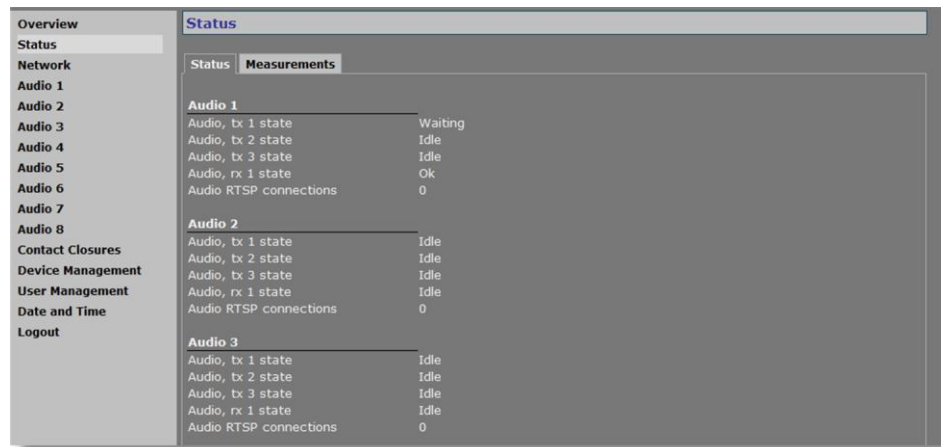 Overview
Status
Network
Audio 1
Audio 2
Audio 3
Audio 4
Audio 5
Audio 6
Audio 7
Audio 8
Contact Closures
Device Management
User Management
Date and Time
Logout
Status
Status Measurements
Audio 1
Audio, tx 1 state Waiting
Audio, tx 2 state Idle
Audio, tx 3 state Idle
Audio, rx 1 state Ok
Audio RTSP connections 0
Audio 2
Audio, tx 1 state Idle
Audio, tx 2 state Idle
Audio, tx 3 state Idle
Audio, rx 1 state Idle
Audio RTSP connections 0
Audio 3
Audio, tx 1 state Idle
Audio, tx 2 state Idle
Audio, tx 3 state Idle
Audio, rx 1 state Idle
Audio RTSP connections 0